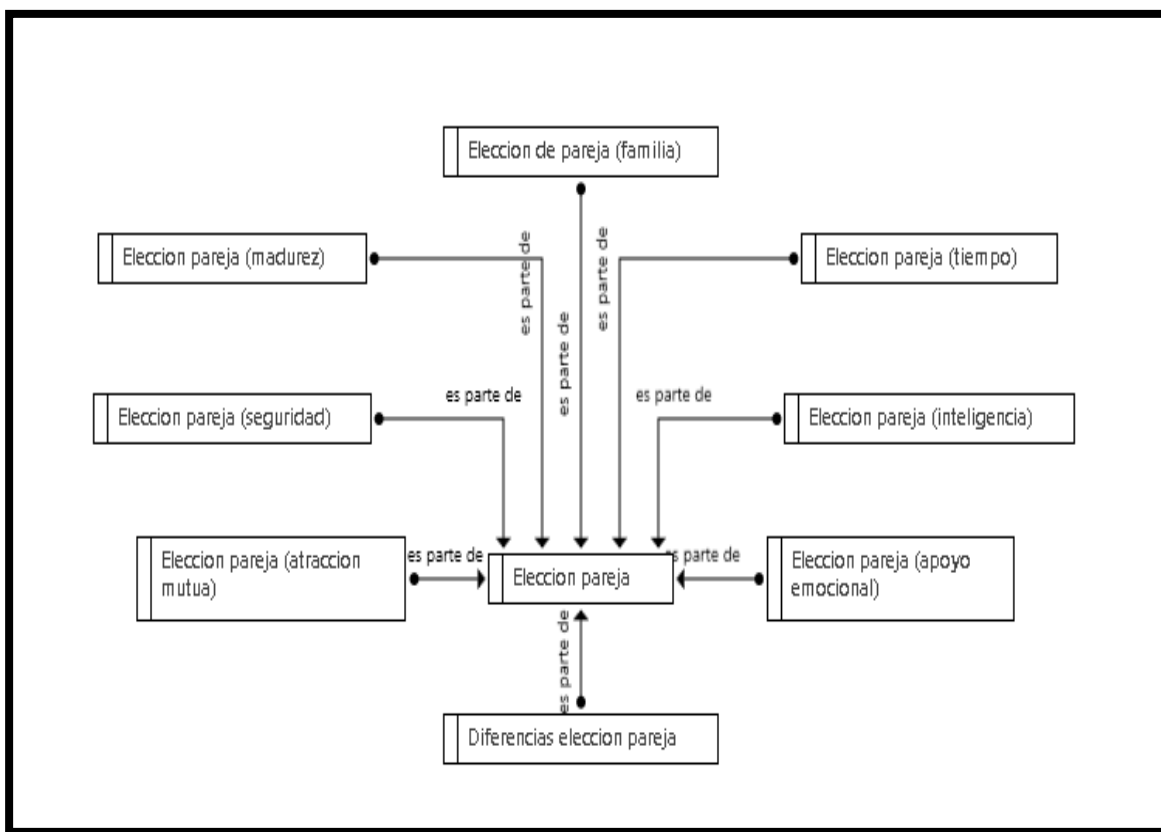 Eleccion de pareja (familia)
Eleccion pareja (madurez)
es parte de
es parte de
Eleccion pareja (tiempo)
es parte de
Eleccion pareja (seguridad)
es parte de
es parte de
Eleccion pareja (inteligencia)
Eleccion pareja (atraccion
mutua)
es parte de
Eleccion pareja
es parte de
Eleccion pareja (apoyo
emocional)
es parte de
Diferencias eleccion pareja